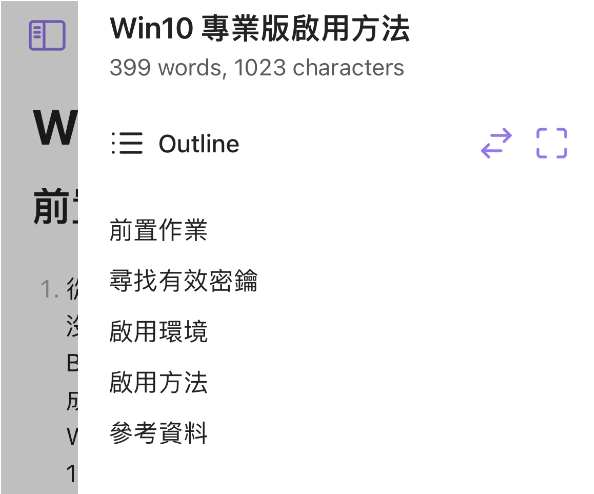 Win10 專業版啟用方法
399 words, 1023 characters
Outline
前置作業
尋找有效密鑰
啟用環境
啟用方法
參考資料
W
前
1. 從
沒
B
W
1